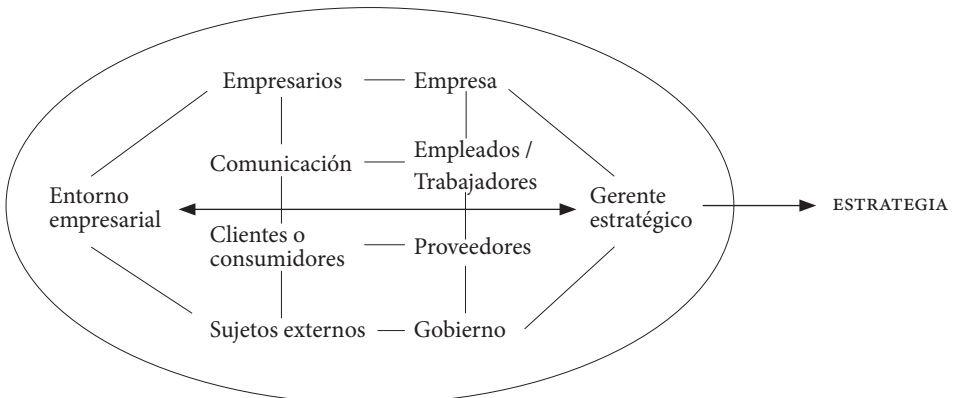 Empresarios
Empresa
Comunicación
Empleados /
Trabajadores
Entorno
empresarial
Gerente
estratégico
ESTRATEGIA
Clientes o
consumidores
Proveedores
Sujetos externos
Gobierno